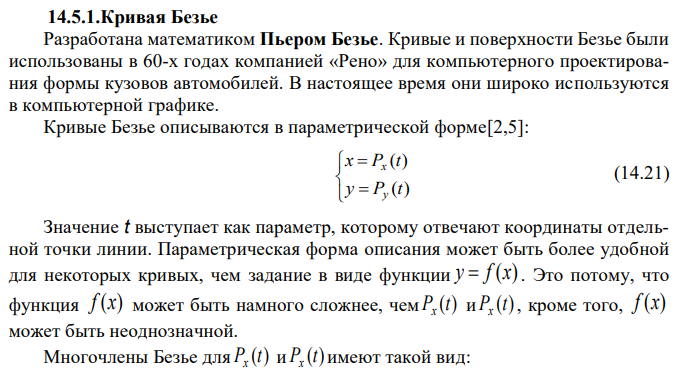 14.5.1.Кривая Безье
Разработана математиком Пьером Безье. Кривые и поверхности Безье были
использованы в 60-х годах компанией «Рено» для компьютерного проектирова-
ния формы кузовов автомобилей. В настоящее время они широко используются
в компьютерной графике.
Кривые Безье описываются в параметрической форме[2,5]:
{x = Pₓ(t)
{y = Pᵧ(t)
(14.21)
Значение t выступает как параметр, которому отвечают координаты отдель-
ной точки линии. Параметрическая форма описания может быть более удобной
для некоторых кривых, чем задание в виде функции y = f(x). Это потому, что
функция f(x) может быть намного сложнее, чем Pₓ(t) и Pₓ(t), кроме того, f(x)
может быть неоднозначной.
Многочлены Безье для Pₓ(t) и Pₓ(t) имеют такой вид: